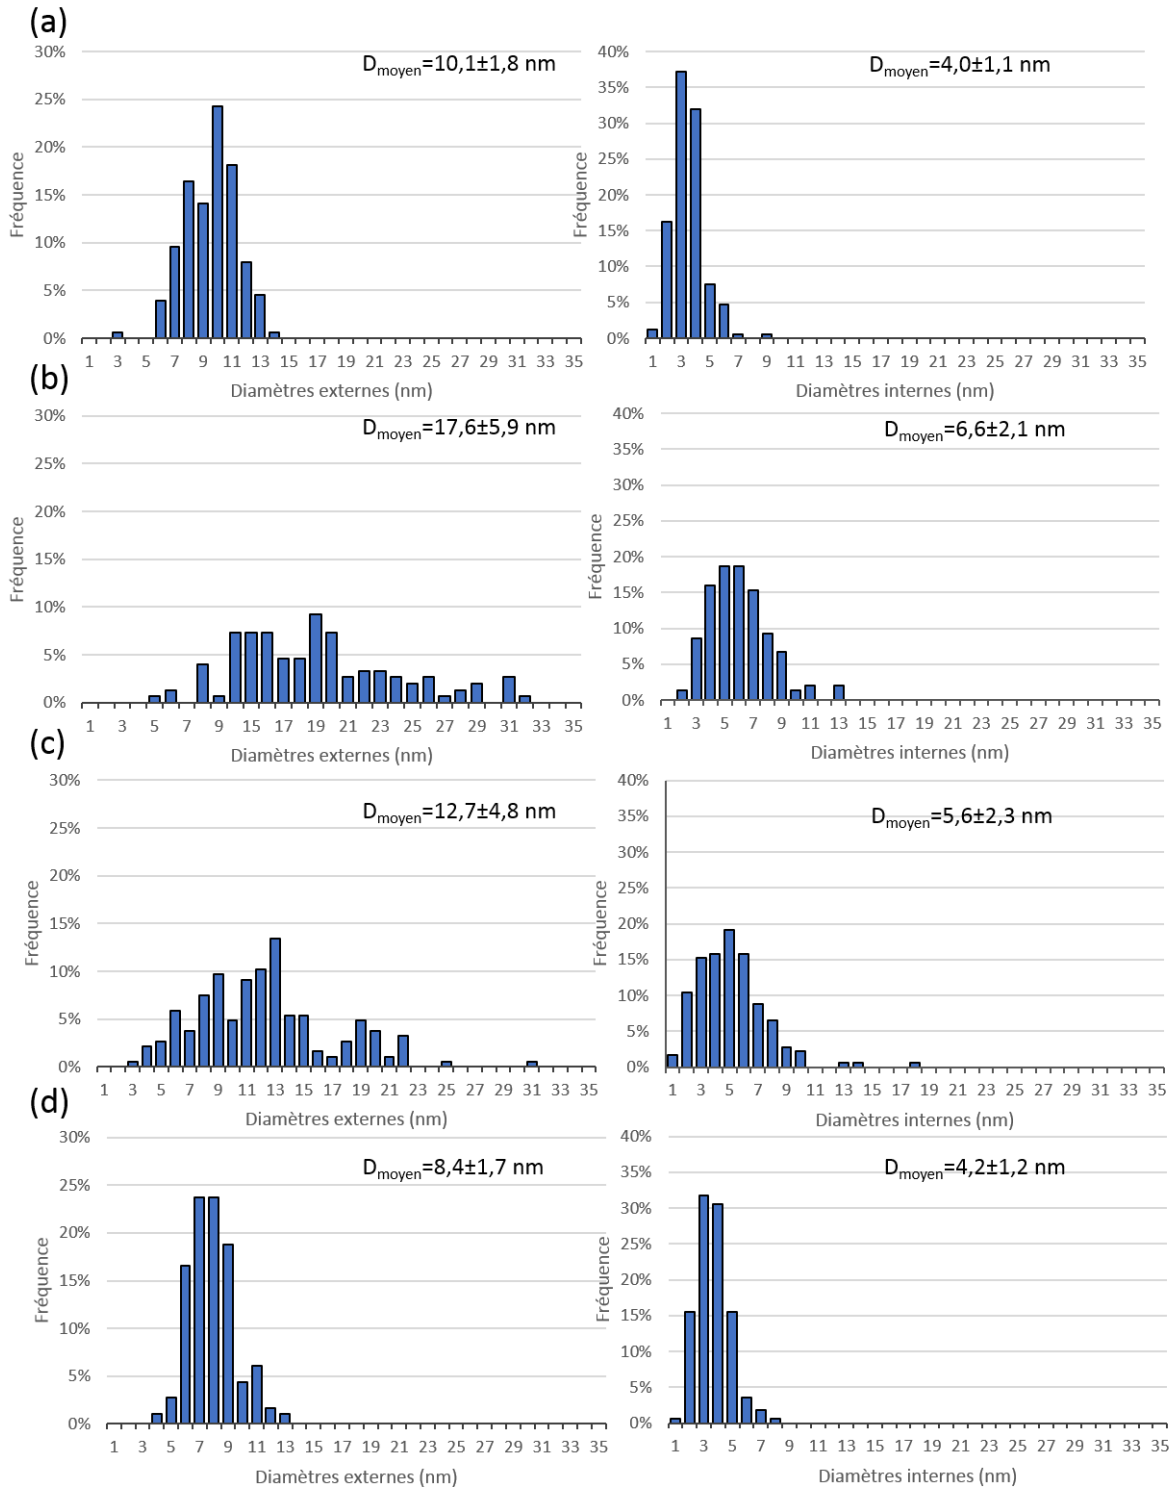 (a)
30%
25%
20%
15%
10%
5%
0%
Fréquence
D moyen=10,1±1,8 nm
1 3 5 7 9 11 13 15 17 19 21 23 25 27 29 31 33 35
Diamètres externes (nm)
40%
35%
30%
25%
20%
15%
10%
5%
0%
Fréquence
D moyen=4,0±1,1 nm
1 3 5 7 9 11 13 15 17 19 21 23 25 27 29 31 33 35
Diamètres internes (nm)
(b)
30%
25%
20%
15%
10%
5%
0%
Fréquence
D moyen=17,6±5,9 nm
1 3 5 7 9 15 17 19 21 23 25 27 29 31 33 35
Diamètres externes (nm)
40%
35%
30%
25%
20%
15%
10%
5%
0%
Fréquence
D moyen=6,6±2,1 nm
1 3 5 7 9 11 13 15 17 19 21 23 25 27 29 31 33 35
Diamètres internes (nm)
(c)
30%
25%
20%
15%
10%
5%
0%
Fréquence
D moyen=12,7±4,8 nm
1 3 5 7 9 11 13 15 17 19 21 23 25 27 29 31 33 35
Diamètres externes (nm)
40%
35%
30%
25%
20%
15%
10%
5%
0%
Fréquence
D moyen=5,6±2,3 nm
1 3 5 7 9 11 13 15 17 19 21 23 25 27 29 31 33 35
Diamètres internes (nm)
(d)
30%
25%
20%
15%
10%
5%
0%
Fréquence
D moyen=8,4±1,7 nm
1 3 5 7 9 11 13 15 17 19 21 23 25 27 29 31 33 35
Diamètres externes (nm)
40%
35%
30%
25%
20%
15%
10%
5%
0%
Fréquence
D moyen=4,2±1,2 nm
1 3 5 7 9 11 13 15 17 19 21 23 25 27 29 31 33 35
Diamètres internes (nm)